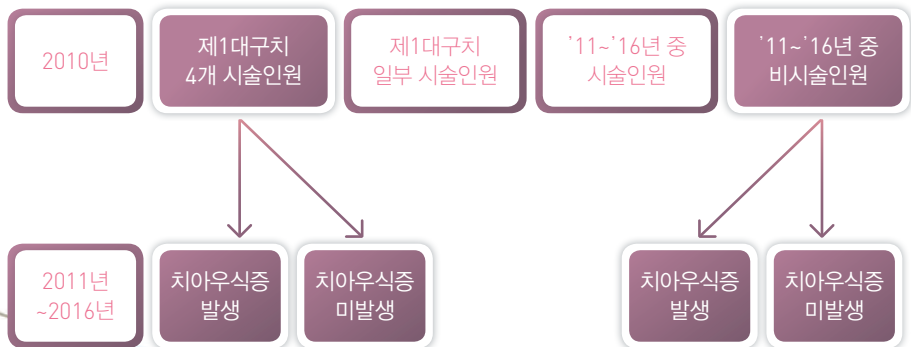 2010년
제1대구치
4개 시술인원
제1대구치
일부 시술인원
’11~’16년 중
시술인원
’11~’16년 중
비시술인원
2011년
~2016년
치아우식증
발생
치아우식증
미발생
치아우식증
발생
치아우식증
미발생